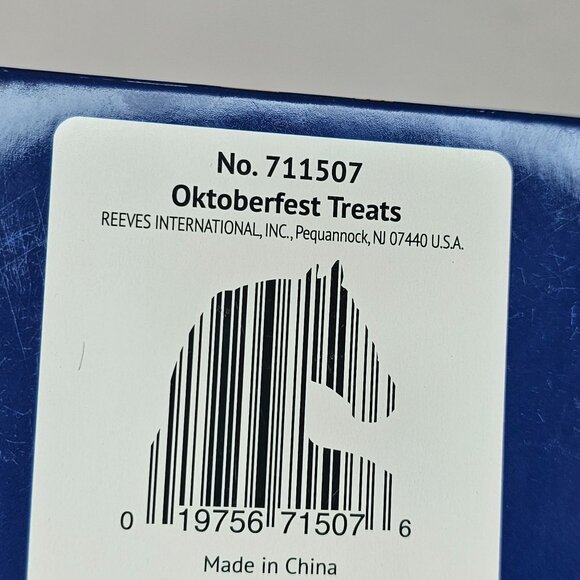 No. 711507
Oktoberfest Treats
REEVES INTERNATIONAL, INC., Pequannock, NJ 07440 U.S.A.
0 19756 71507 6
Made in China